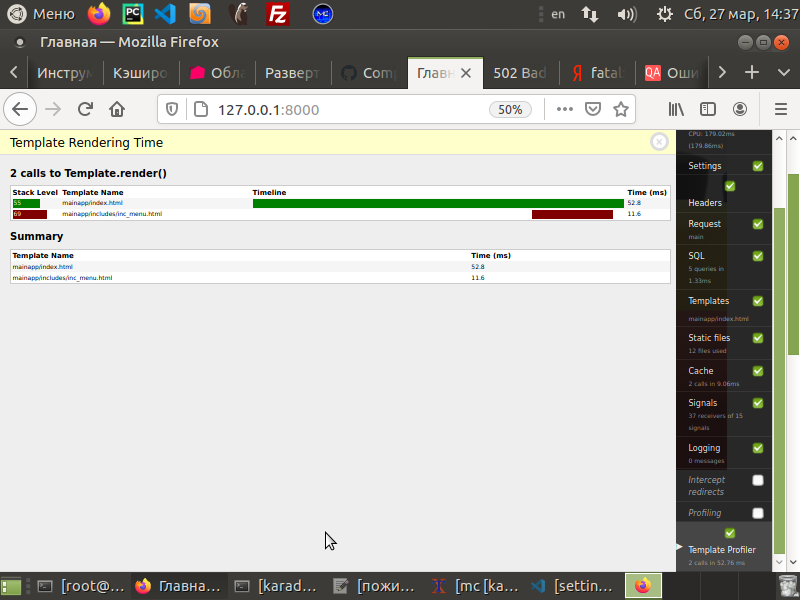 Меню
en
Сб, 27 мар, 14:37
Главная — Mozilla Firefox
Инстру
Кэширо
Обла
Разверт
Com
Главн
502 Bad
fatal
Оши
127.0.0.1:8000
50%
Template Rendering Time
2 calls to Template.render()
Stack Level Template Name Timeline Time (ms)
55 mainapp/index.html 52.8
69 mainapp/includes/inc_menu.html 11.6
Summary
Template Name Time (ms)
mainapp/index.html 52.8
mainapp/includes/inc_menu.html 11.6
CPU: 179.02ms
(179.86ms)
Settings
Headers
Request
main
SQL
5 queries in
1.33ms
Templates
mainapp/index.html
Static files
12 files used
Cache
2 calls in 9.06ms
Signals
37 receivers of 15
signals
Logging
0 messages
Intercept
redirects
Profiling
Template Profiler
2 calls in 52.76 ms
[root@...
Главна...
[karad...
[пожи...
[mc [ka...
[settin...